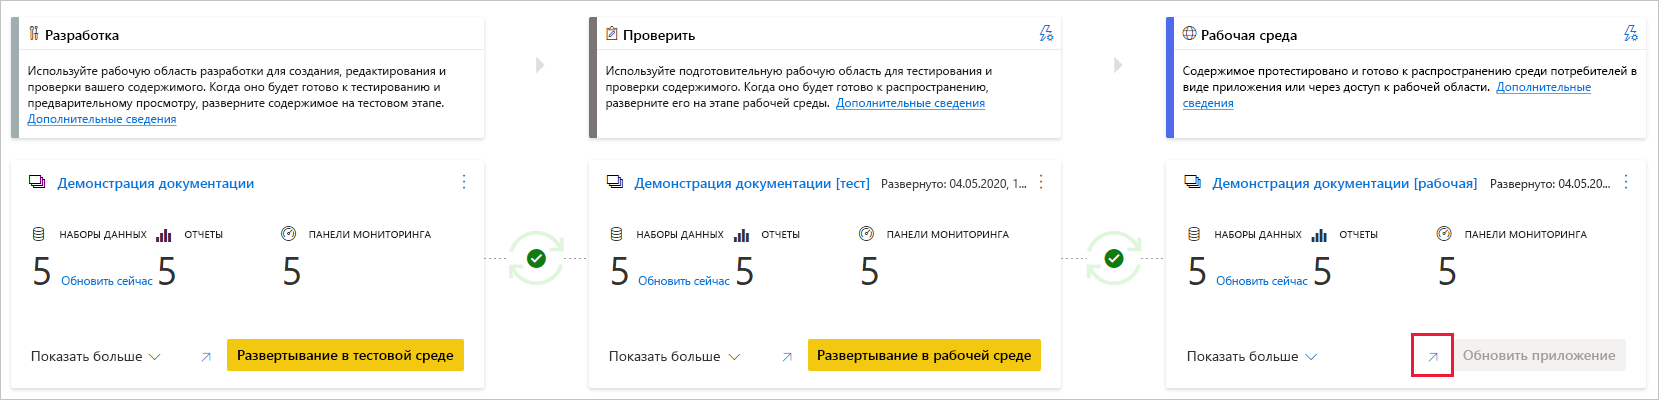 Разработка
Используйте рабочую область разработки для создания, редактирования и
проверки вашего содержимого. Когда оно будет готово к тестированию и
предварительному просмотру, разверните содержимое на тестовом этапе.
Дополнительные сведения
Проверить
Используйте подготовительную рабочую область для тестирования и
проверки содержимого. Когда оно будет готово к распространению,
разверните его на этапе рабочей среды. Дополнительные сведения
Рабочая среда
Содержимое протестировано и готово к распространению среди потребителей в
виде приложения или через доступ к рабочей области. Дополнительные
сведения
Демонстрация документации
НАБОРЫ ДАННЫХ ОТЧЕТЫ ПАНЕЛИ МОНИТОРИНГА
5 Обновить сейчас 5 5
Показать больше Развертывание в тестовой среде
Демонстрация документации [тест] Развернуто: 04.05.2020, 1...
НАБОРЫ ДАННЫХ ОТЧЕТЫ ПАНЕЛИ МОНИТОРИНГА
5 Обновить сейчас 5 5
Показать больше Развертывание в рабочей среде
Демонстрация документации [рабочая] Развернуто: 04.05.20...
НАБОРЫ ДАННЫХ ОТЧЕТЫ ПАНЕЛИ МОНИТОРИНГА
5 Обновить сейчас 5 5
Показать больше Обновить приложение